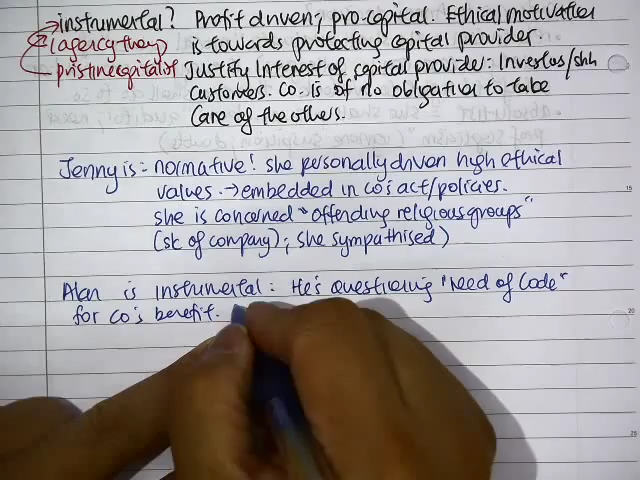 →instrumental? Profit driven; pro-capital. Ethical motivation
(agency theory is towards protecting capital provider.
pristine capitalist Justify Interest of capital provider: Investors/shh
customers. Co. is of no obligation to take
care of the others.
Jenny is: normative! she personally driven high ethical
values. → embedded in co's act/policies.
she is concerned "offending religious groups"
(sk of company); she sympathised)
Alan is instrumental: He's questioning "need of Code"
for co's benefit.
15
20
25